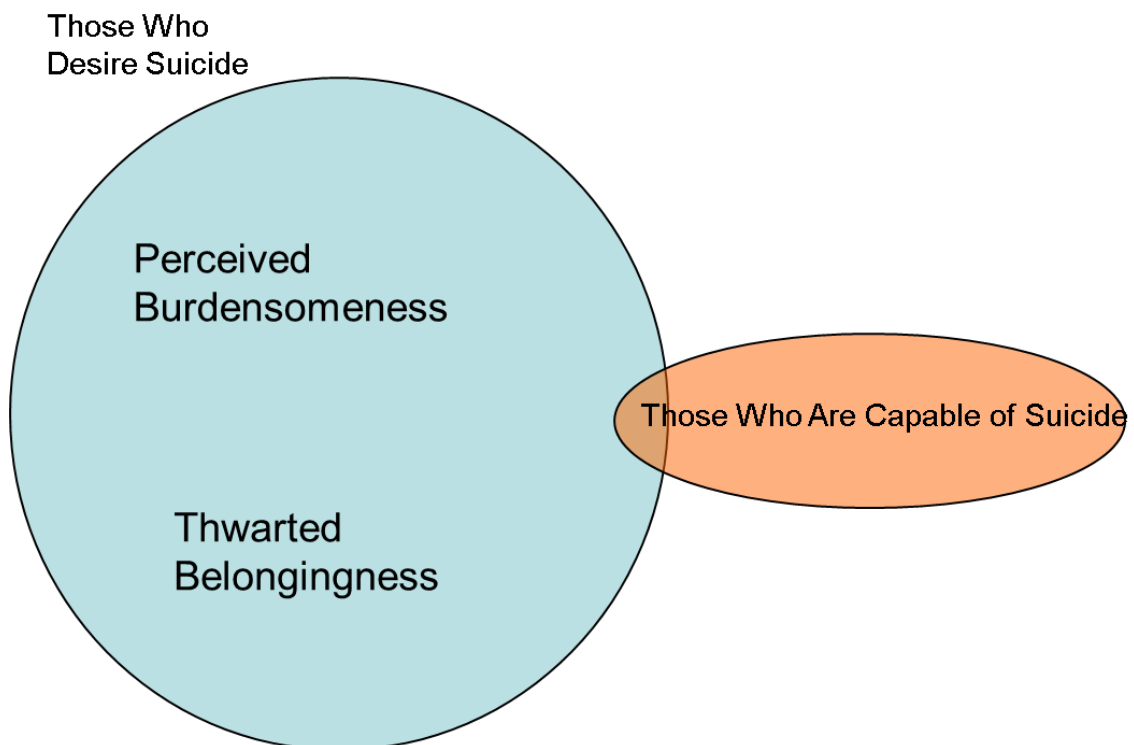 Those Who
Desire Suicide
Perceived
Burdensomeness
Those Who Are Capable of Suicide
Thwarted
Belongingness